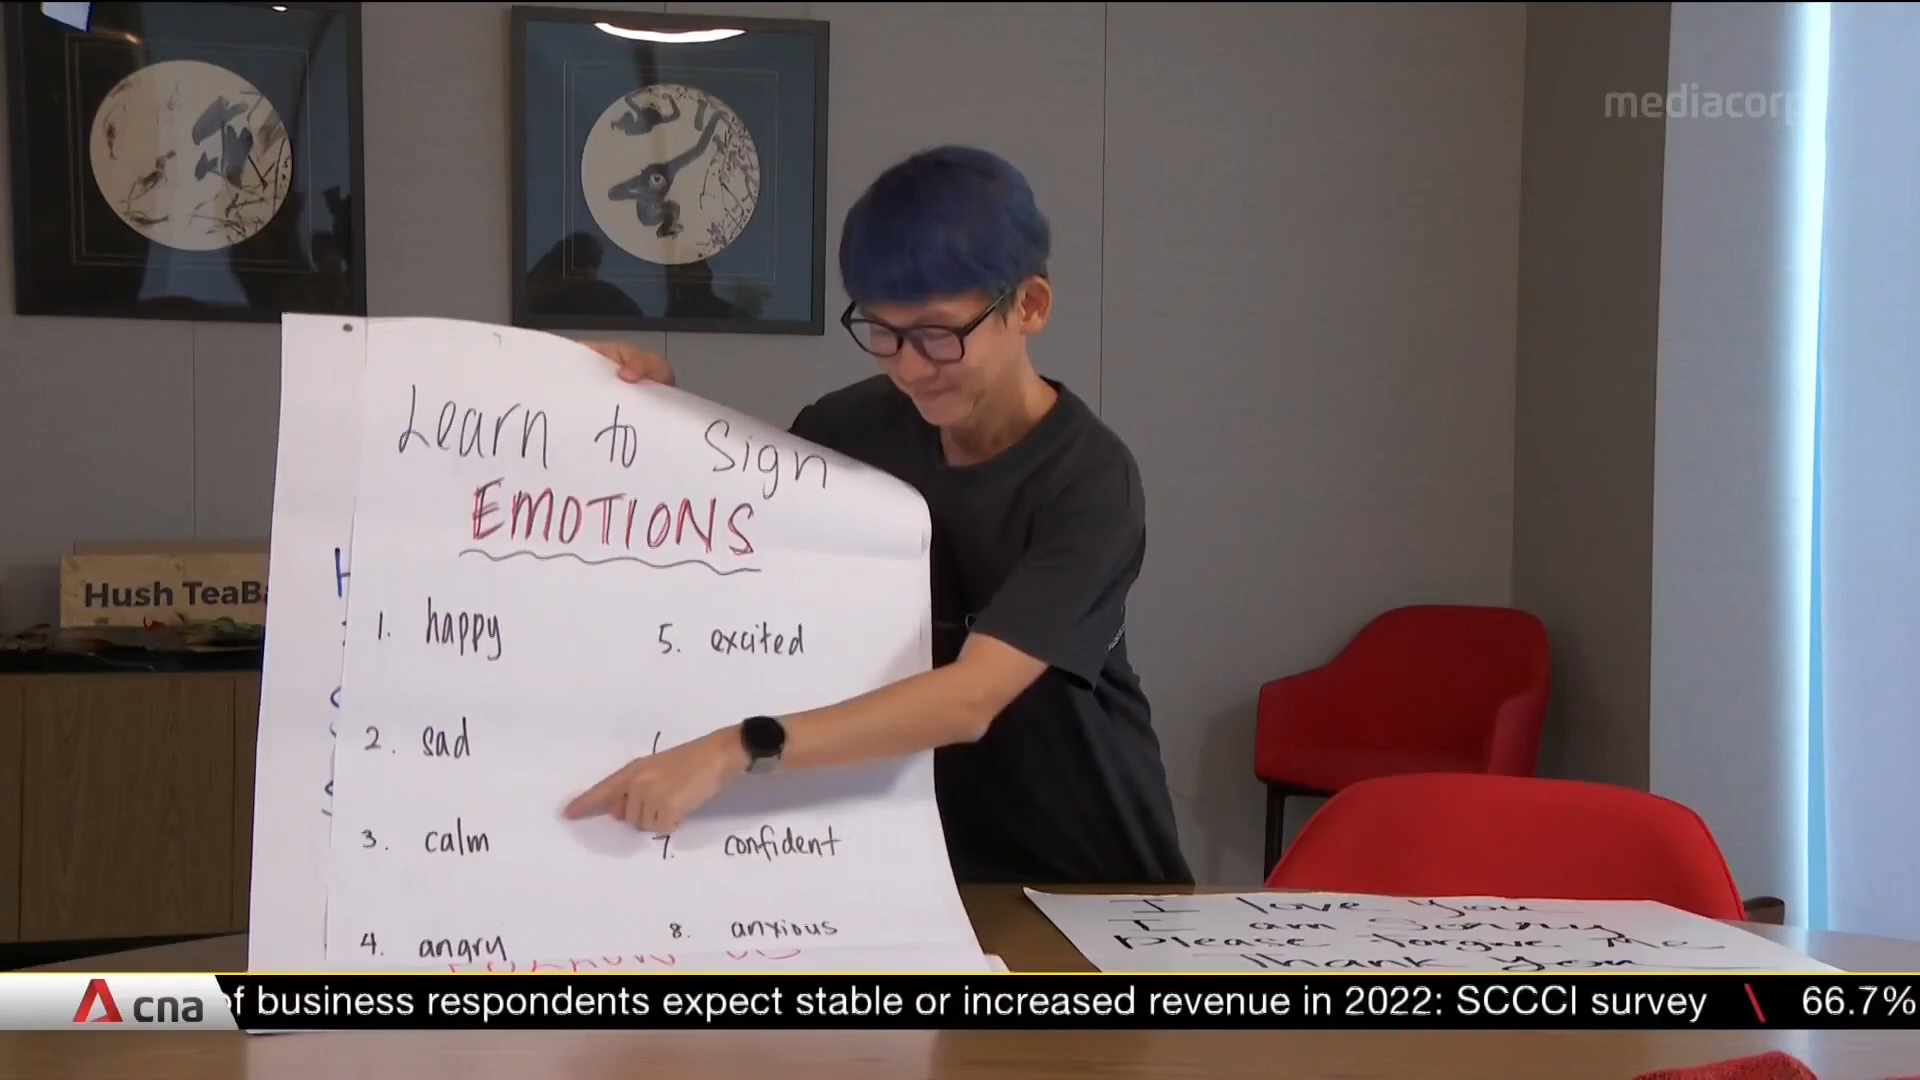 mediacorp
Learn to Sign
EMOTIONS
Hush TeaBa
1. happy
5. excited
2. sad
3. calm
7. confident
4. angry
8. anxious
I love you
I am Sorry
Please forgive me
Thank you
cna
of business respondents expect stable or increased revenue in 2022: SCCCI survey \ 66.7%